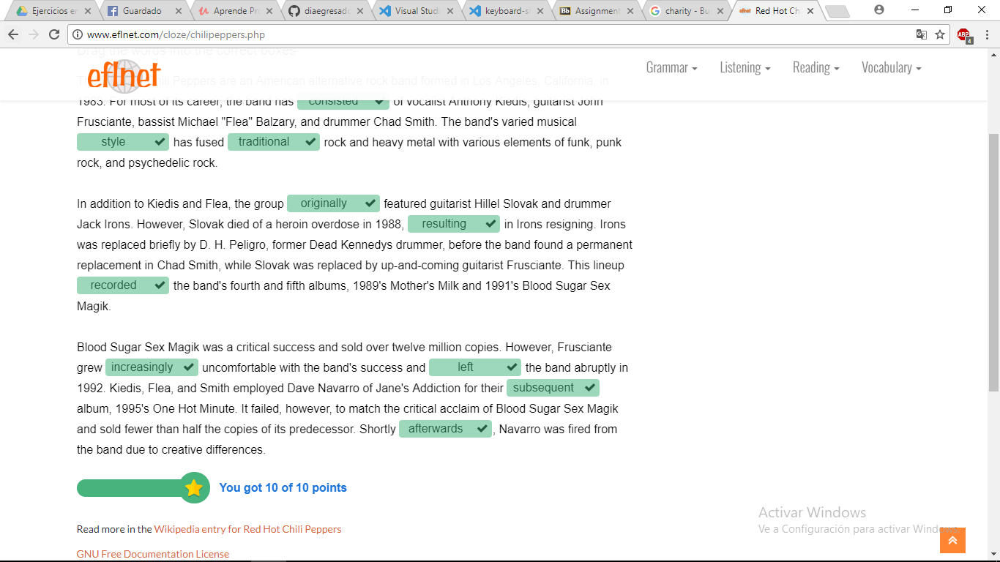 Ejercicios en
Guardado
Aprende Pr
diaegresado
Visual Studi
keyboard-s
Bb Assignment
charity - Bu
Red Hot Ch
www.eflnet.com/cloze/chilipeppers.php
ABP
4
Drag the words into the correct boxes
eflnet
Grammar Listening Reading Vocabulary
Chili Peppers are an American alternative rock band formed in Los Angeles, California, in
1983. For most of its career, the band has consisted of vocalist Anthony Kiedis, guitarist John
Frusciante, bassist Michael "Flea" Balzary, and drummer Chad Smith. The band's varied musical
style has fused traditional rock and heavy metal with various elements of funk, punk
rock, and psychedelic rock.
In addition to Kiedis and Flea, the group originally featured guitarist Hillel Slovak and drummer
Jack Irons. However, Slovak died of a heroin overdose in 1988, resulting in Irons resigning. Irons
was replaced briefly by D. H. Peligro, former Dead Kennedys drummer, before the band found a permanent
replacement in Chad Smith, while Slovak was replaced by up-and-coming guitarist Frusciante. This lineup
recorded the band's fourth and fifth albums, 1989's Mother's Milk and 1991's Blood Sugar Sex
Magik.
Blood Sugar Sex Magik was a critical success and sold over twelve million copies. However, Frusciante
grew increasingly uncomfortable with the band's success and left the band abruptly in
1992. Kiedis, Flea, and Smith employed Dave Navarro of Jane's Addiction for their subsequent
album, 1995's One Hot Minute. It failed, however, to match the critical acclaim of Blood Sugar Sex Magik
and sold fewer than half the copies of its predecessor. Shortly afterwards, Navarro was fired from
the band due to creative differences.
You got 10 of 10 points
Read more in the Wikipedia entry for Red Hot Chili Peppers
GNU Free Documentation License
Activar Windows
Ve a Configuración para activar Windows.